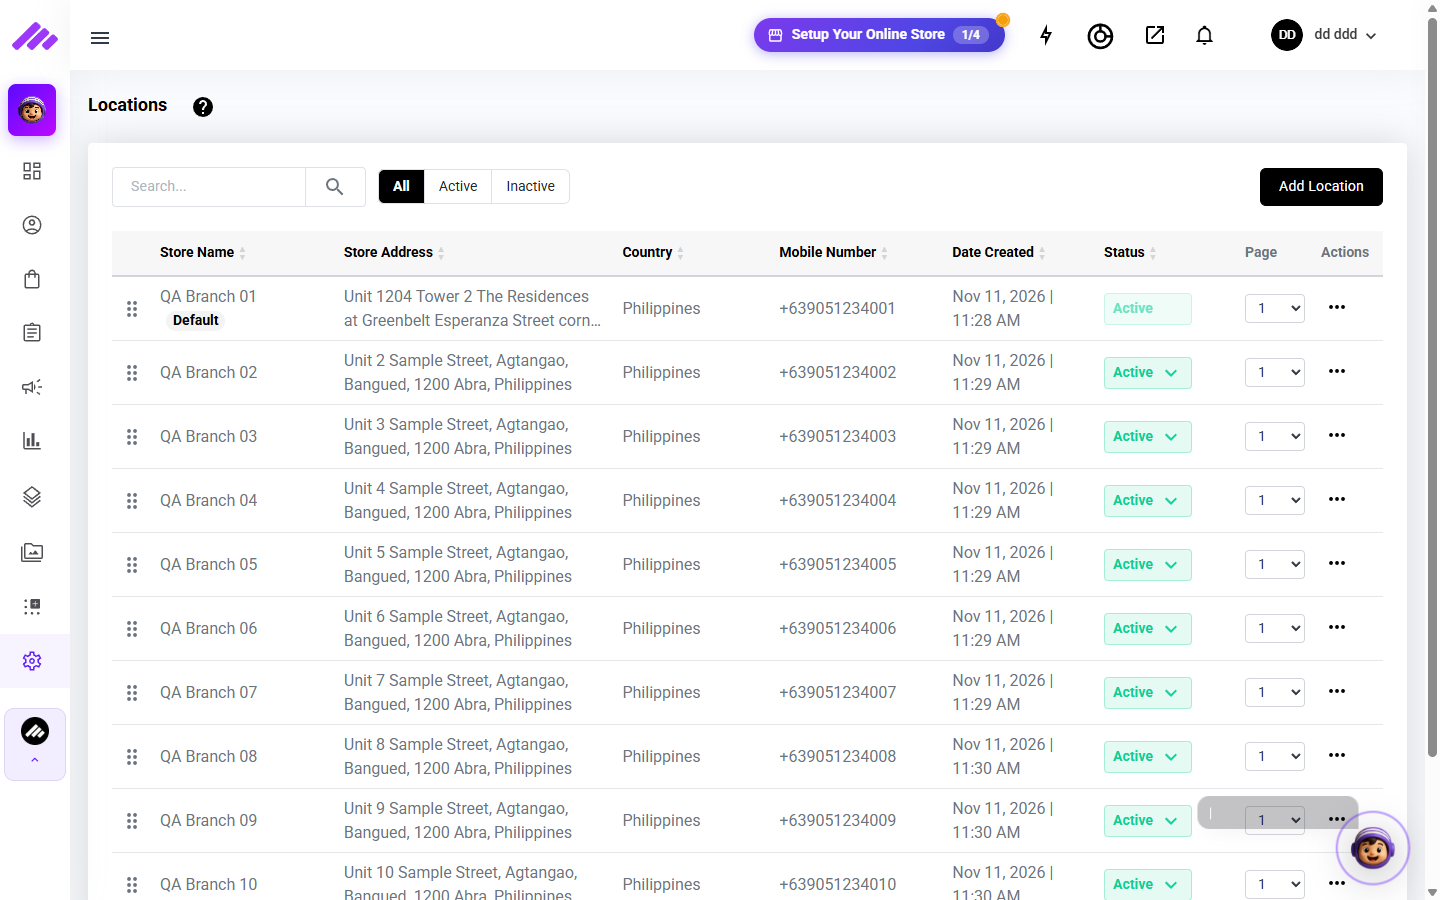 Setup Your Online Store 1/4
DD dd ddd
Locations
Search...
All Active Inactive
Add Location
Store Name Store Address Country Mobile Number Date Created Status Page Actions
QA Branch 01 Unit 1204 Tower 2 The Residences Philippines +639051234001 Nov 11, 2026 | Active 1
Default at Greenbelt Esperanza Street corn... 11:28 AM
QA Branch 02 Unit 2 Sample Street, Agtangao, Philippines +639051234002 Nov 11, 2026 | Active 1
Bangued, 1200 Abra, Philippines 11:29 AM
QA Branch 03 Unit 3 Sample Street, Agtangao, Philippines +639051234003 Nov 11, 2026 | Active 1
Bangued, 1200 Abra, Philippines 11:29 AM
QA Branch 04 Unit 4 Sample Street, Agtangao, Philippines +639051234004 Nov 11, 2026 | Active 1
Bangued, 1200 Abra, Philippines 11:29 AM
QA Branch 05 Unit 5 Sample Street, Agtangao, Philippines +639051234005 Nov 11, 2026 | Active 1
Bangued, 1200 Abra, Philippines 11:29 AM
QA Branch 06 Unit 6 Sample Street, Agtangao, Philippines +639051234006 Nov 11, 2026 | Active 1
Bangued, 1200 Abra, Philippines 11:29 AM
QA Branch 07 Unit 7 Sample Street, Agtangao, Philippines +639051234007 Nov 11, 2026 | Active 1
Bangued, 1200 Abra, Philippines 11:29 AM
QA Branch 08 Unit 8 Sample Street, Agtangao, Philippines +639051234008 Nov 11, 2026 | Active 1
Bangued, 1200 Abra, Philippines 11:30 AM
QA Branch 09 Unit 9 Sample Street, Agtangao, Philippines +639051234009 Nov 11, 2026 | Active 1
Bangued, 1200 Abra, Philippines 11:30 AM
QA Branch 10 Unit 10 Sample Street, Agtangao, Philippines +639051234010 Nov 11, 2026 | Active 1
Bangued, 1200 Abra, Philippines 11:30 AM